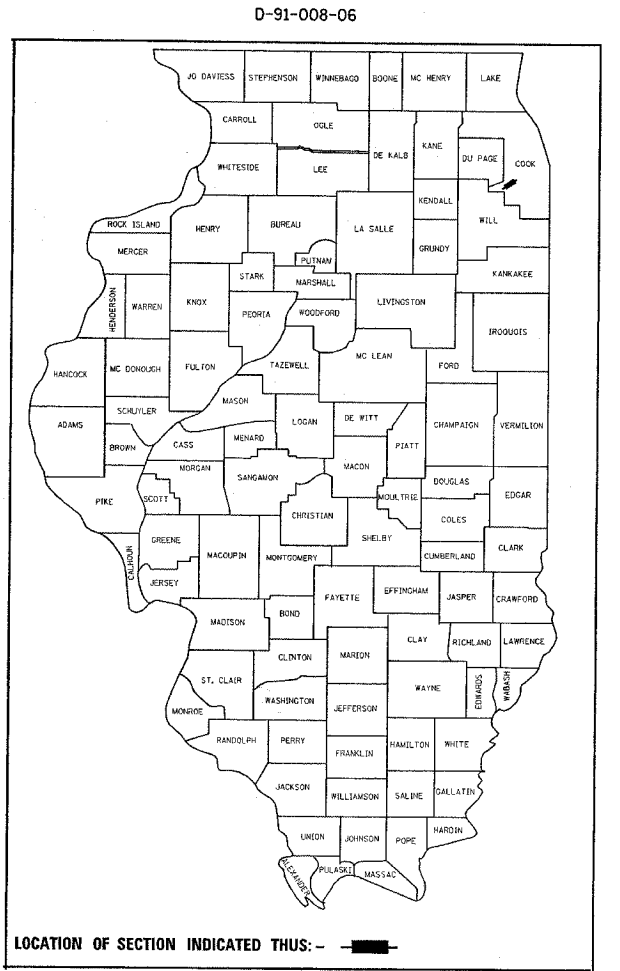 D-91-008-06
JO DAVIESS
STEPHENSON
WINNEBAGO
BOONE
MC HENRY
LAKE
CARROLL
OGLE
DE KALB
KANE
DU PAGE
COOK
WHITESIDE
LEE
KENDALL
WILL
ROCK ISLAND
HENRY
BUREAU
LA SALLE
GRUNDY
MERCER
PUTNAM
KANKAKEE
STARK
MARSHALL
HENDERSON
WARREN
KNOX
PEORIA
WOODFORD
LIVINGSTON
IROQUOIS
HANCOCK
MC DONOUGH
FULTON
TAZEWELL
MC LEAN
FORD
MASON
SCHUYLER
ADAMS
LOGAN
DE WITT
CHAMPAIGN
VERMILION
BROWN
CASS
MENARD
PIATT
MORGAN
SANGAMON
MACON
DOUGLAS
PIKE
SCOTT
MOULTRIE
EDGAR
CHRISTIAN
COLES
GREENE
MACOUPIN
MONTGOMERY
SHELBY
CLARK
CALHOUN
CUMBERLAND
JERSEY
FAYETTE
EFFINGHAM
JASPER
CRAWFORD
MADISON
BOND
CLAY
RICHLAND
LAWRENCE
CLINTON
MARION
ST. CLAIR
WAYNE
EDWARDS
WABASH
WASHINGTON
JEFFERSON
MONROE
RANDOLPH
PERRY
HAMILTON
WHITE
FRANKLIN
JACKSON
WILLIAMSON
SALINE
GALLATIN
UNION
JOHNSON
POPE
HARDIN
ALEXANDER
PULASKI
MASSAC
LOCATION OF SECTION INDICATED THUS: -